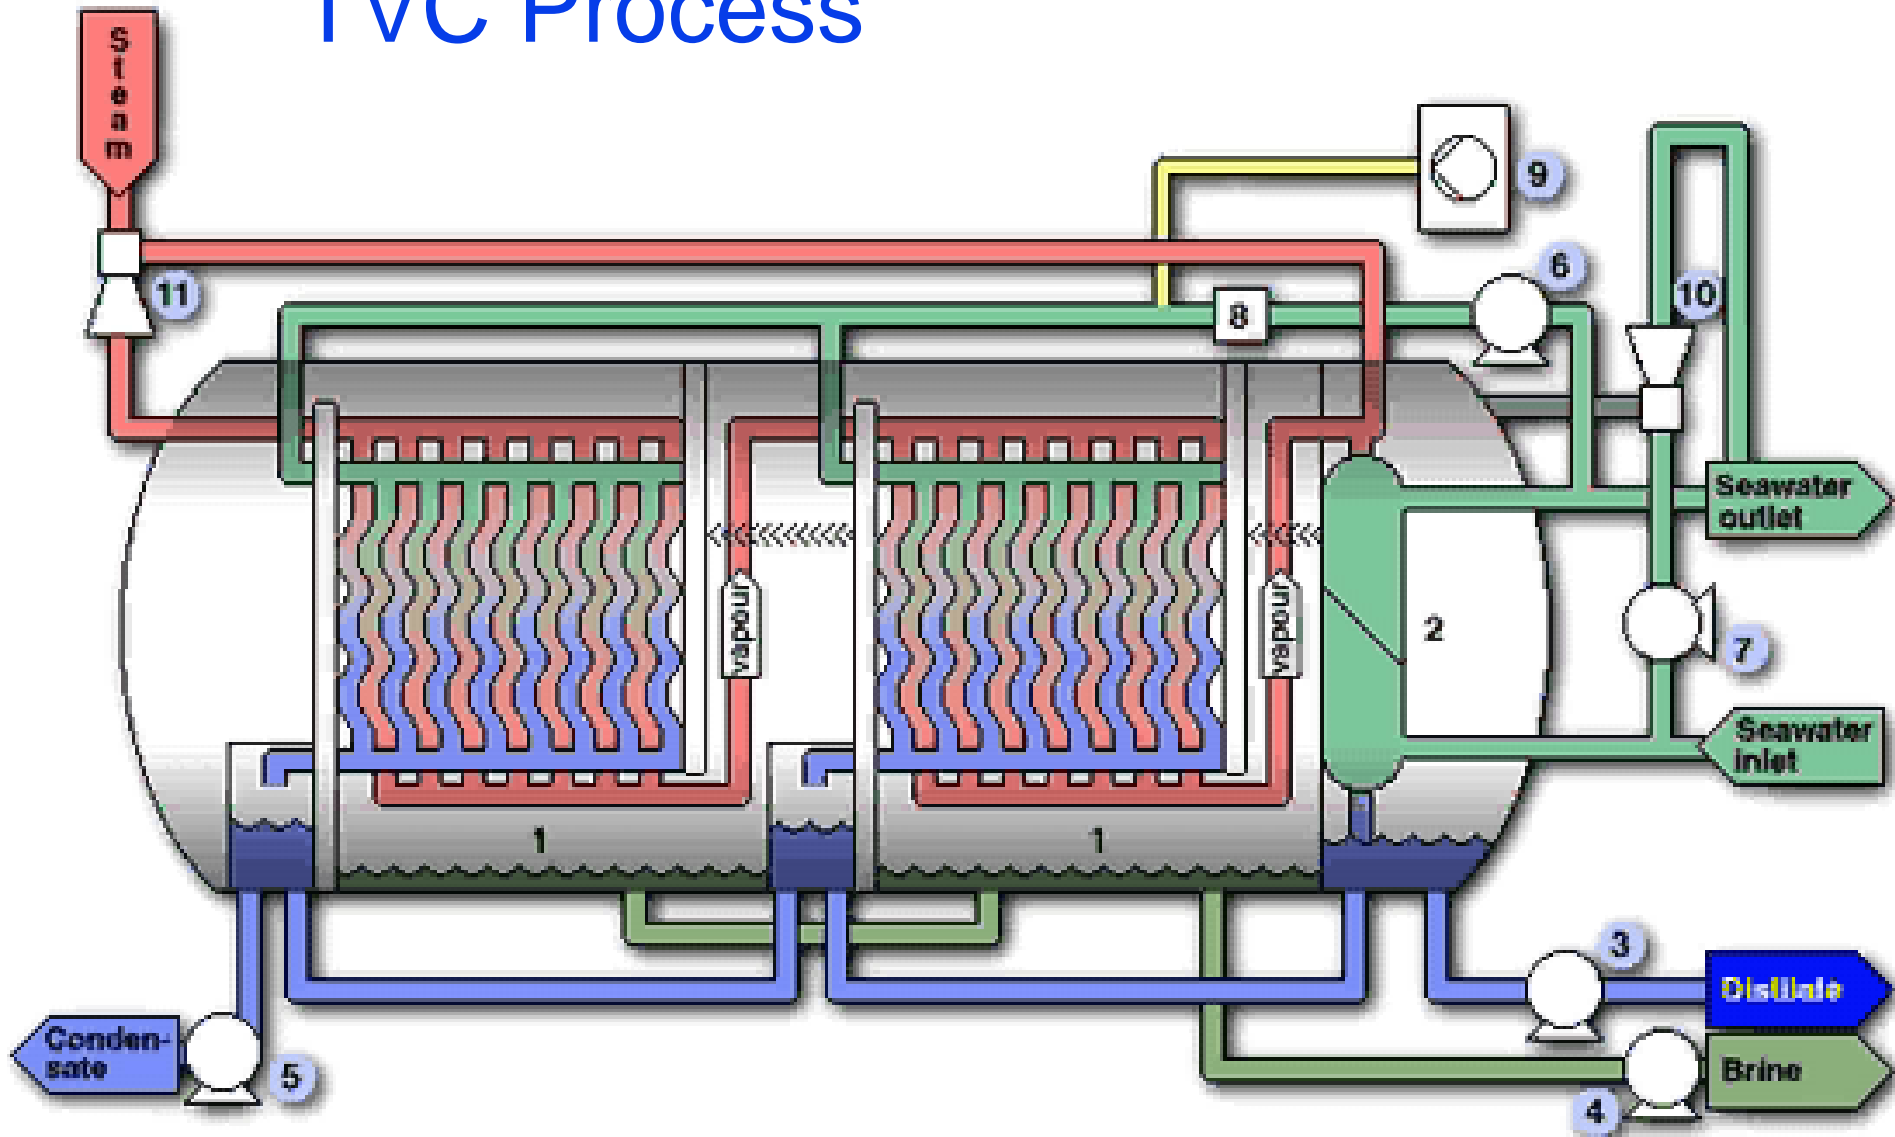 TVC Process
Steam
9
6
11
10
8
Seawater
outlet
vapour
vapour
2
7
Seawater
inlet
1
1
3
Distillate
Conden-
sate
5
Brine
4